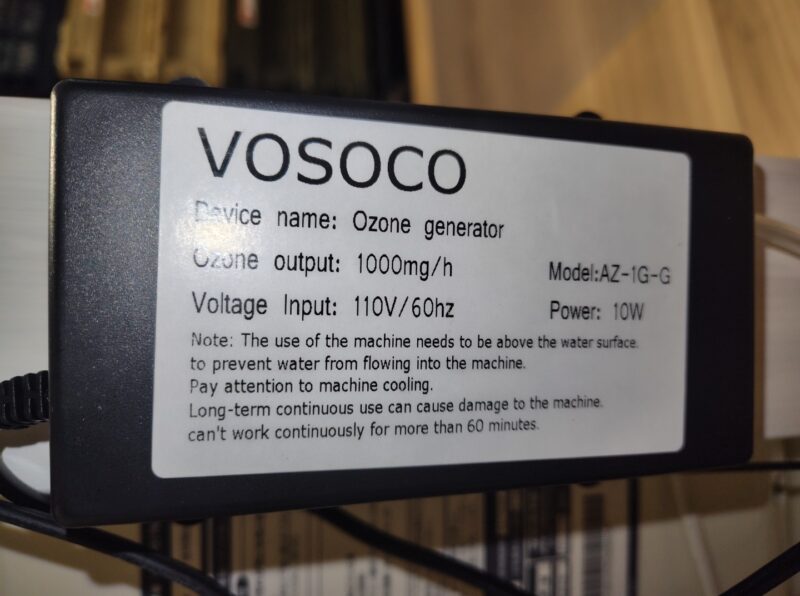 VOSOCO
Device name: Ozone generator
Ozone output: 1000mg/h
Model:AZ-1G-G
Voltage Input: 110V/60hz
Power: 10W
Note: The use of the machine needs to be above the water surface.
to prevent water from flowing into the machine.
Pay attention to machine cooling.
Long-term continuous use can cause damage to the machine.
can't work continuously for more than 60 minutes.